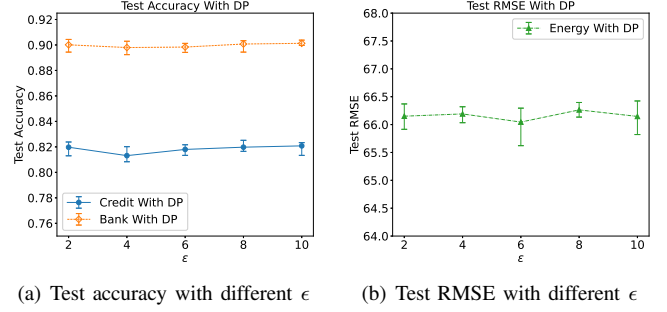 Test Accuracy With DP
Test Accuracy
0.92
0.90
0.88
0.86
0.84
0.82
0.80
0.78
0.76
Credit With DP
Bank With DP
2 4 6 8 10
ε
(a) Test accuracy with different ϵ
Test RMSE With DP
Test RMSE
68.0
67.5
67.0
66.5
66.0
65.5
65.0
64.5
64.0
Energy With DP
2 4 6 8 10
ε
(b) Test RMSE with different ϵ